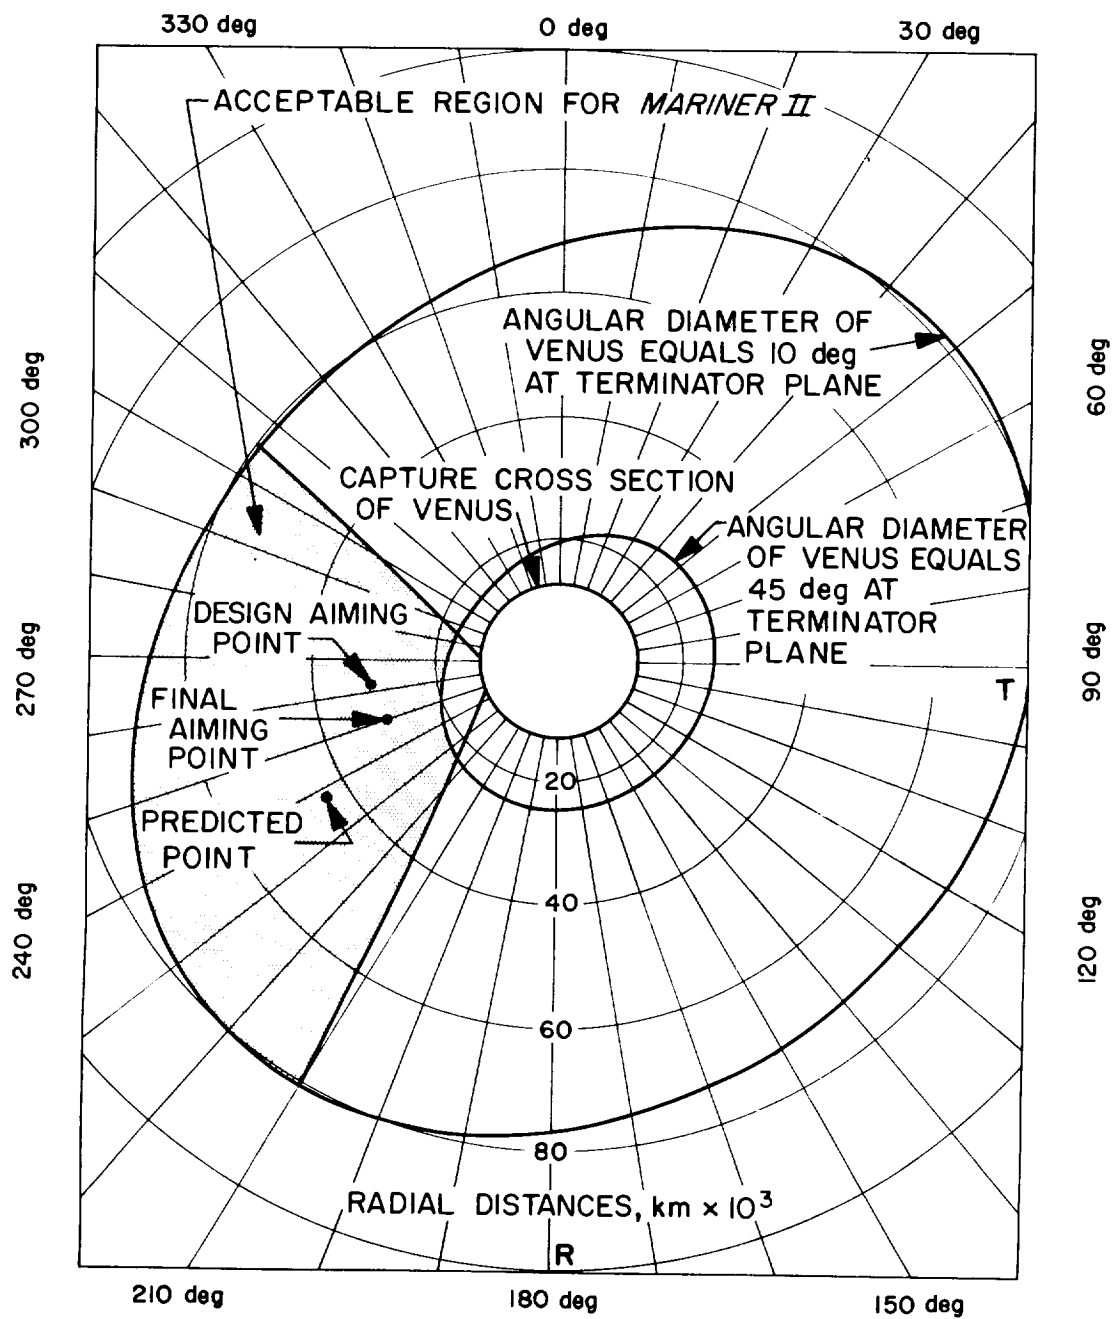 330 deg
0 deg
30 deg
ACCEPTABLE REGION FOR MARINER II
ANGULAR DIAMETER OF
VENUS EQUALS 10 deg
AT TERMINATOR PLANE
300 deg
60 deg
CAPTURE CROSS SECTION
OF VENUS
ANGULAR DIAMETER
OF VENUS EQUALS
45 deg AT
TERMINATOR
PLANE
DESIGN AIMING
POINT
270 deg
90 deg
T
FINAL
AIMING
POINT
20
PREDICTED
POINT
40
240 deg
120 deg
60
80
RADIAL DISTANCES, km × 10³
R
210 deg
180 deg
150 deg